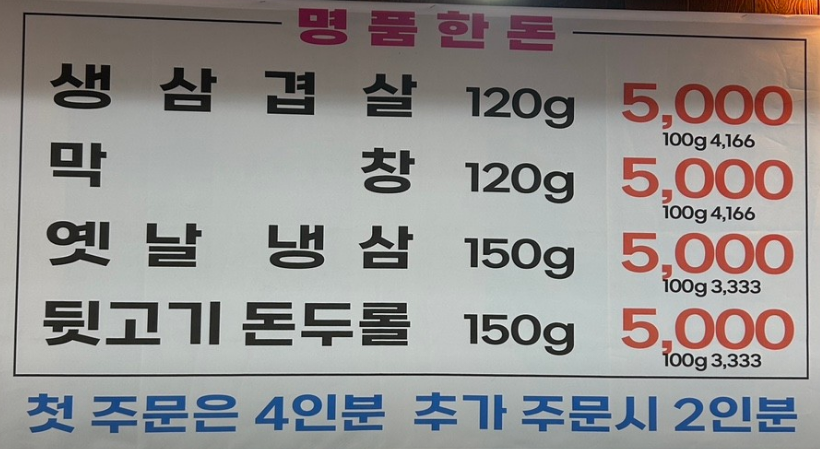 명품한돈
생삼겹살 120g 5,000
100g 4,166
막창 120g 5,000
100g 4,166
옛날 냉삼 150g 5,000
100g 3,333
뒷고기 돈두롤 150g 5,000
100g 3,333
첫 주문은 4인분 추가 주문시 2인분